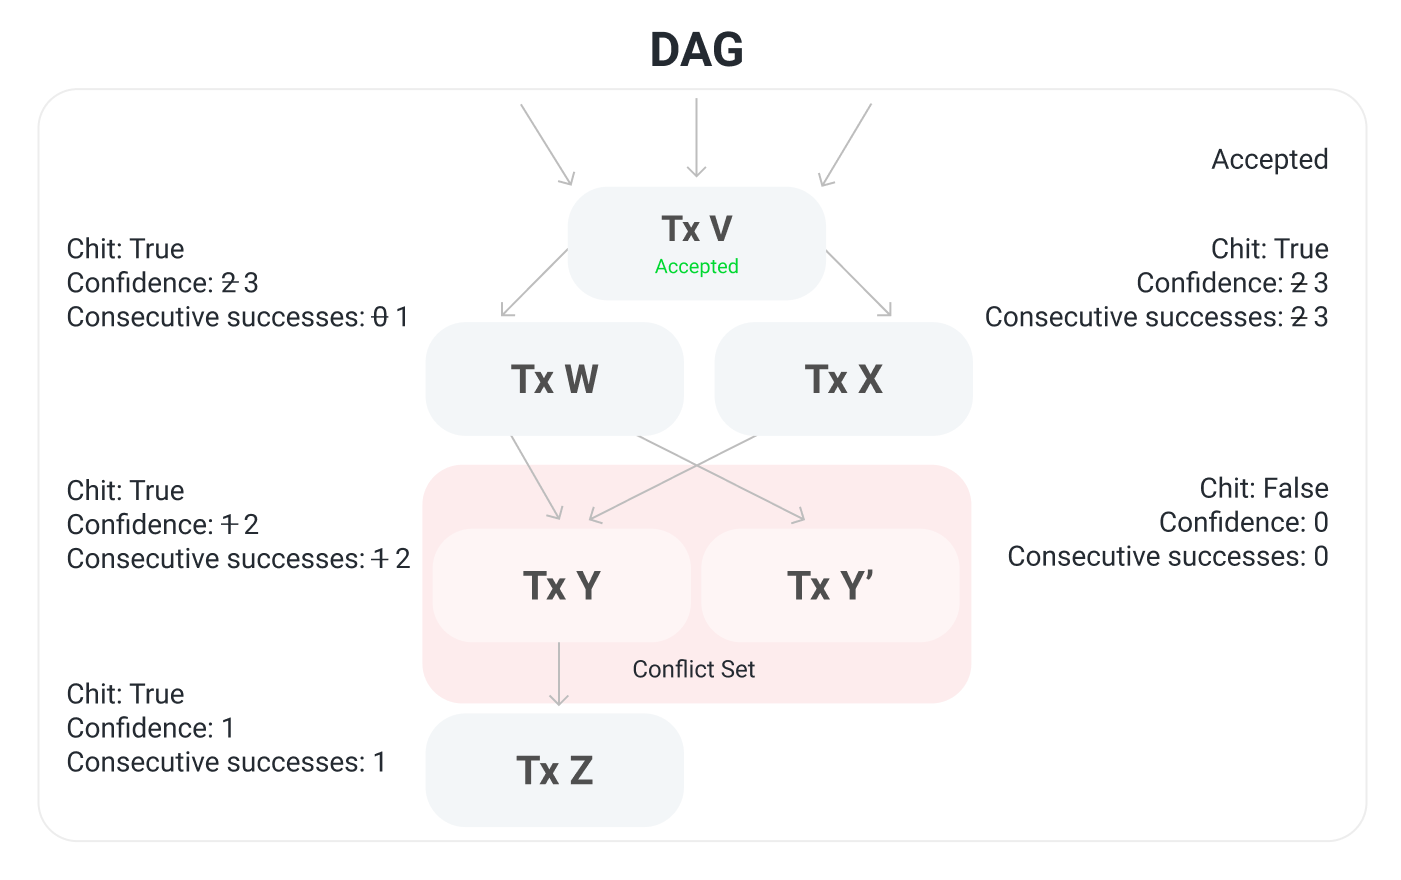 DAG
Accepted
Tx V
Accepted
Chit: True
Confidence: 2 3
Consecutive successes: 0 1
Chit: True
Confidence: 2 3
Consecutive successes: 2 3
Tx W
Tx X
Chit: True
Confidence: 1 2
Consecutive successes: 1 2
Chit: False
Confidence: 0
Consecutive successes: 0
Tx Y
Tx Y’
Conflict Set
Chit: True
Confidence: 1
Consecutive successes: 1
Tx Z